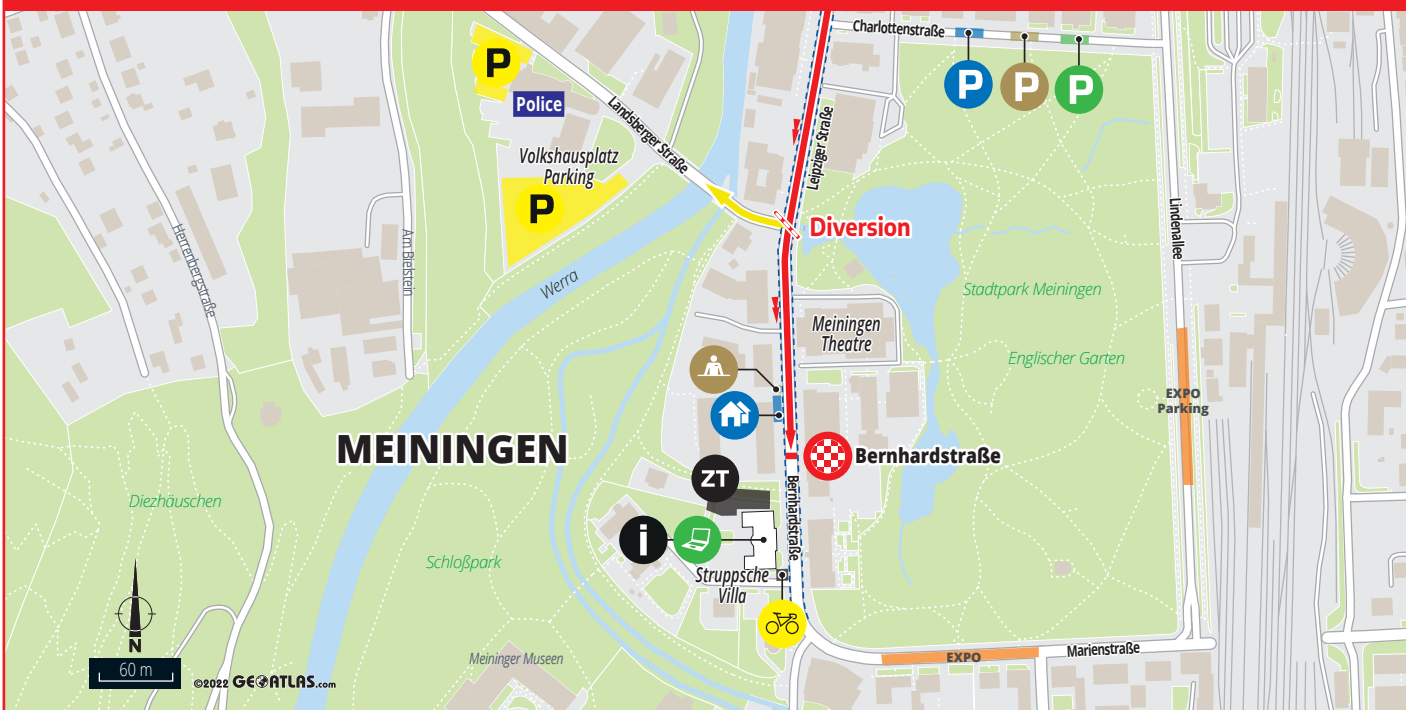 Charlottenstraße
P
P
P
P
Police
Landsberger Straße
Volkshausplatz
Parking
P
Leipziger Straße
Diversion
Lindenallee
Herrenbergstraße
Am Bielstein
Werra
Stadtpark Meiningen
Meiningen
Theatre
Englischer Garten
EXPO
Parking
MEININGEN
Bernhardstraße
ZT
Bernhardstraße
Diezhäuschen
i
Schloßpark
Struppsche
Villa
N
60 m
©2022 GEOATLAS.com
Meininger Museen
EXPO
Marienstraße